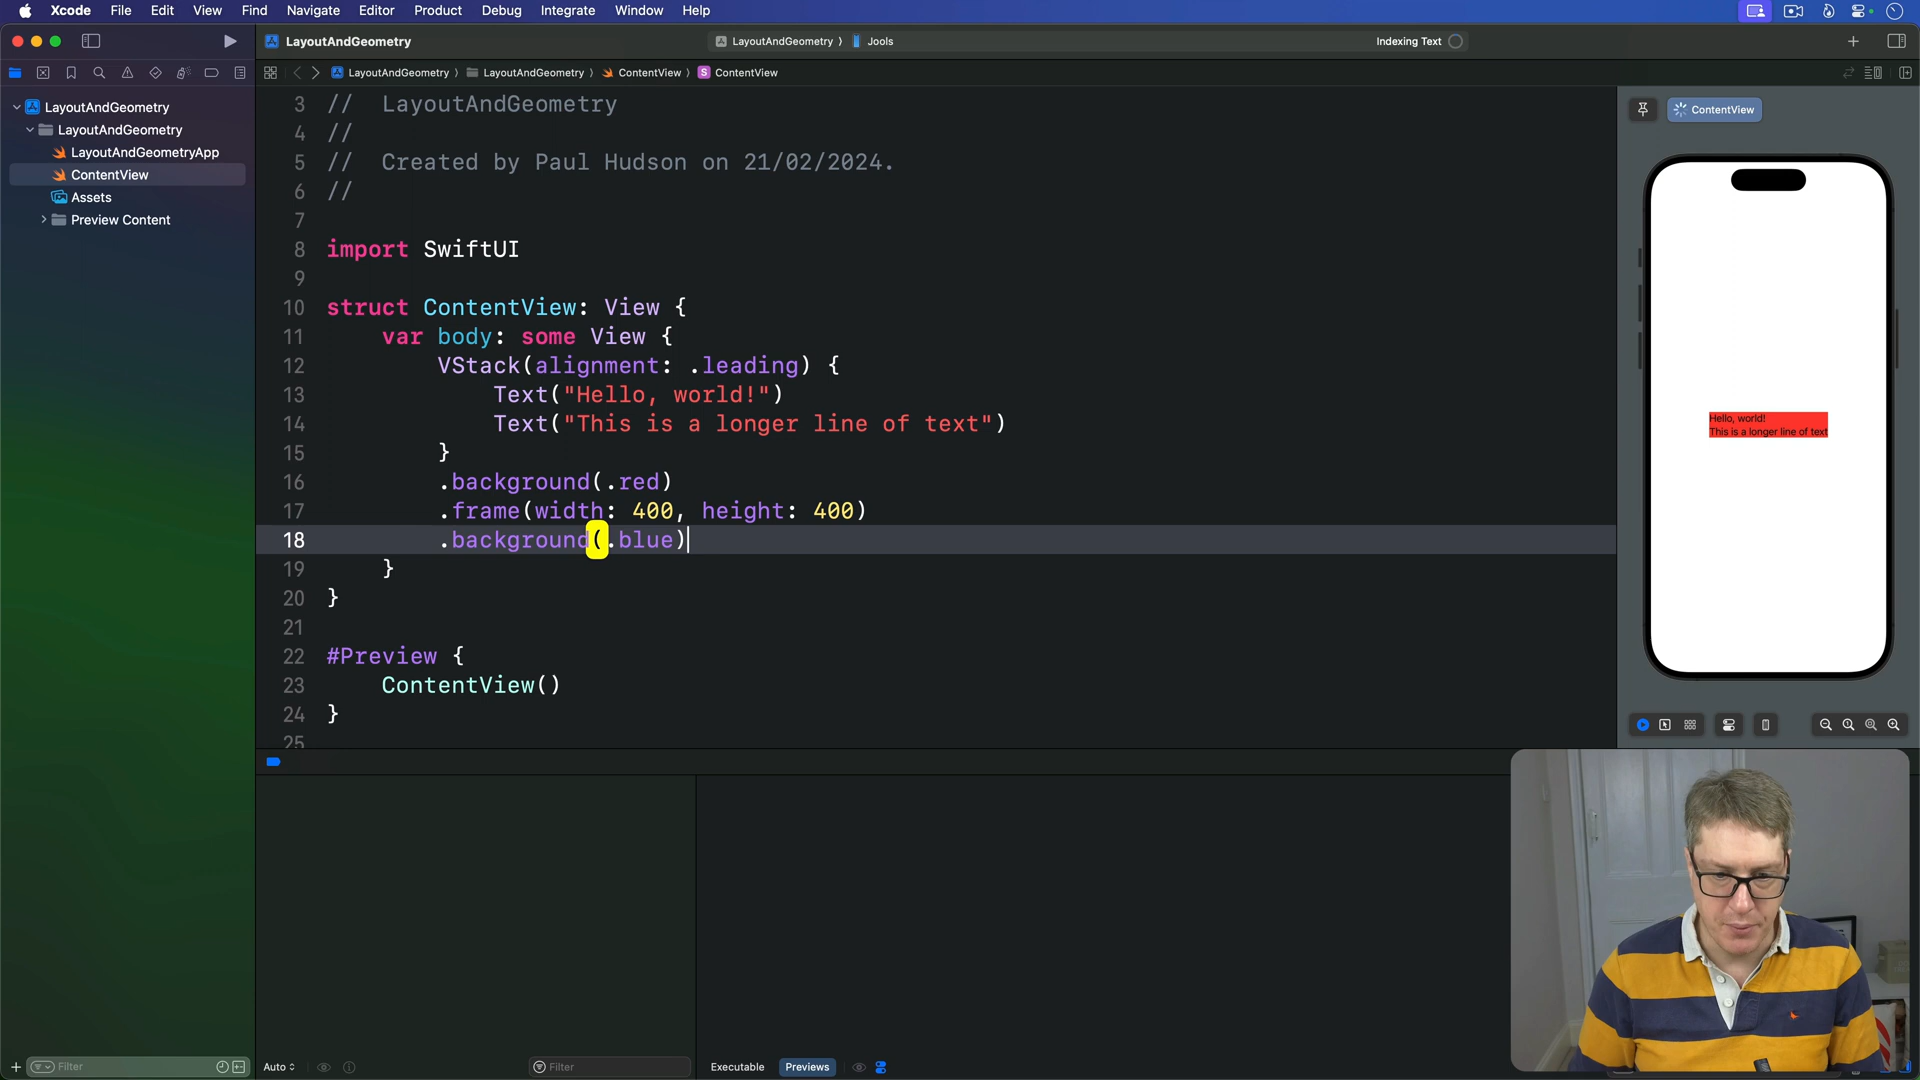 Xcode File Edit View Find Navigate Editor Product Debug Integrate Window Help
LayoutAndGeometry
LayoutAndGeometry 〉 Jools
Indexing Text
LayoutAndGeometry 〉 LayoutAndGeometry 〉 ContentView 〉 S ContentView
LayoutAndGeometry
LayoutAndGeometry
LayoutAndGeometryApp
ContentView
Assets
Preview Content
3 //  LayoutAndGeometry
4 //
5 //  Created by Paul Hudson on 21/02/2024.
6 //
7
8 import SwiftUI
9
10 struct ContentView: View {
11     var body: some View {
12         VStack(alignment: .leading) {
13             Text("Hello, world!")
14             Text("This is a longer line of text")
15         }
16         .background(.red)
17         .frame(width: 400, height: 400)
18         .background(.blue)
19     }
20 }
21
22 #Preview {
23     ContentView()
24 }
25
ContentView
Hello, world!
This is a longer line of text
Filter
Auto
Filter
Executable Previews